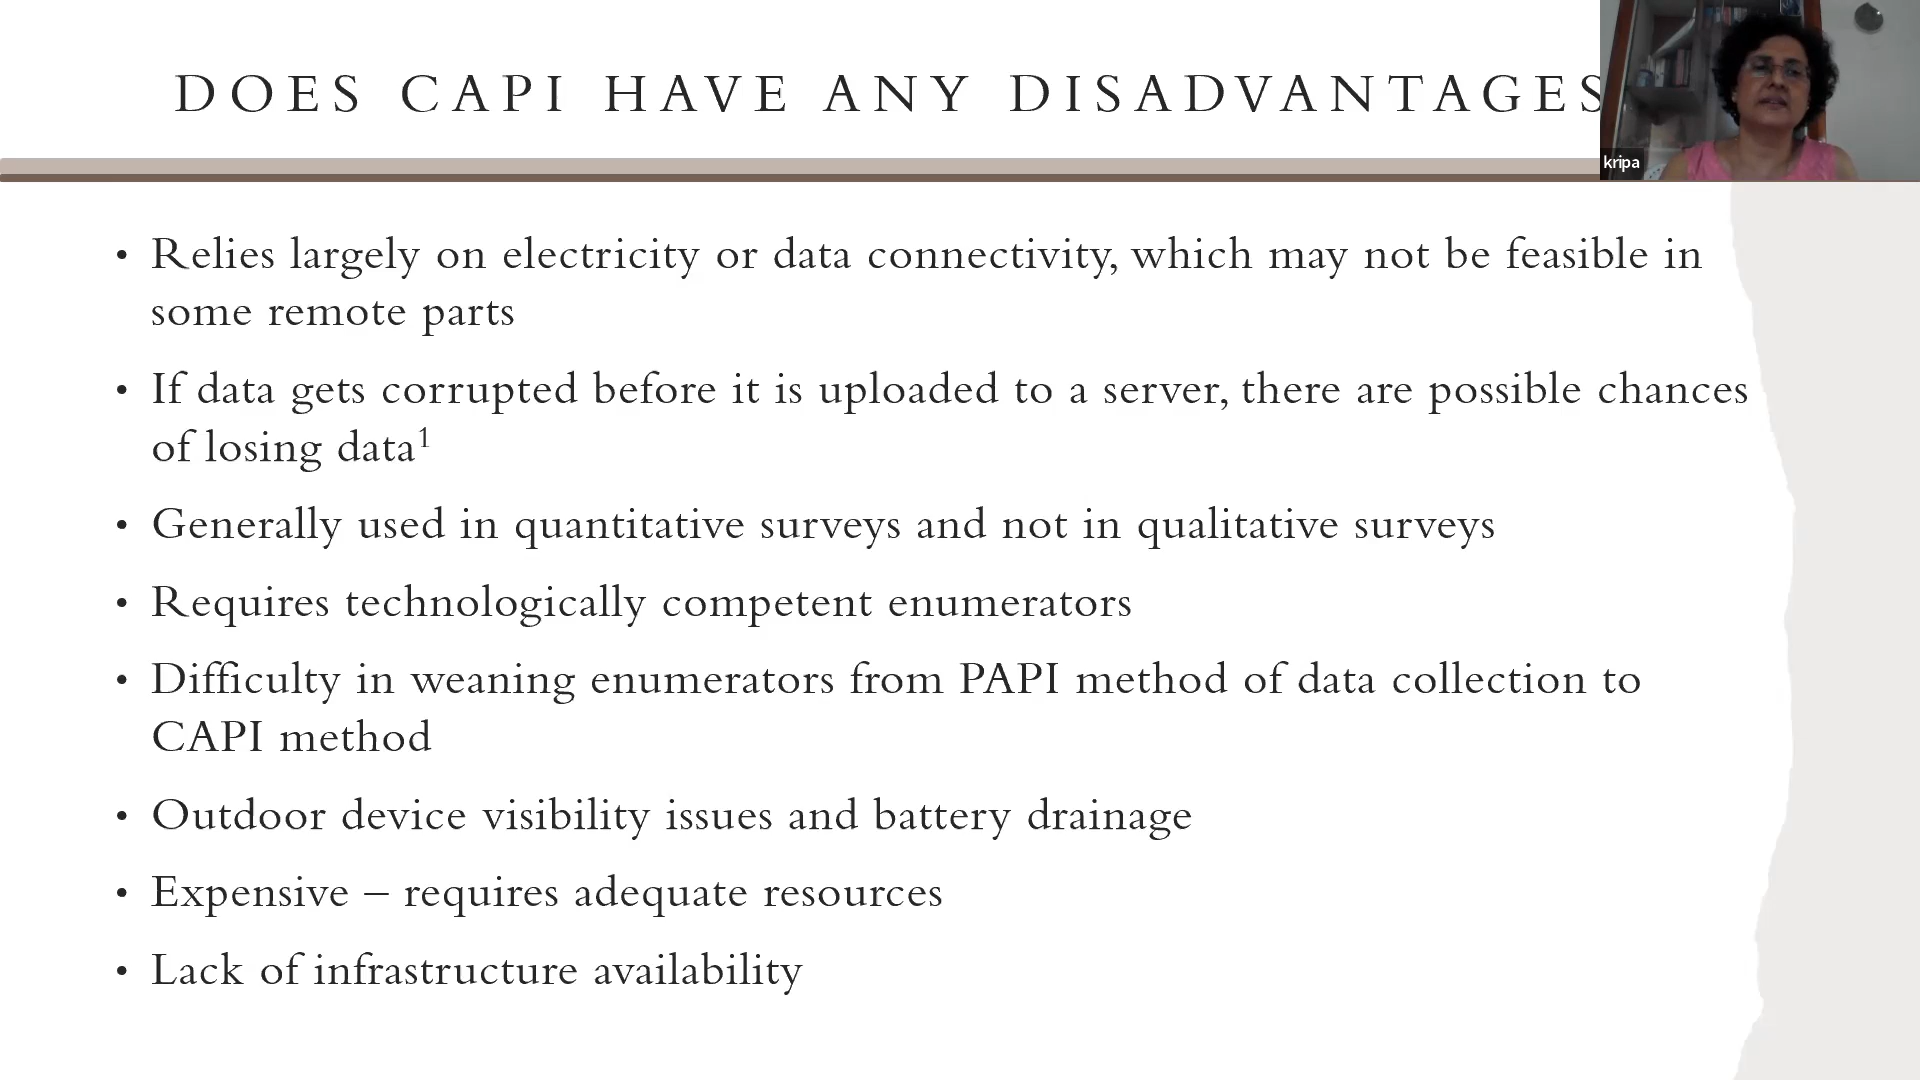 DOES CAPI HAVE ANY DISADVANTAGES
kripa
• Relies largely on electricity or data connectivity, which may not be feasible in
some remote parts
• If data gets corrupted before it is uploaded to a server, there are possible chances
of losing data¹
• Generally used in quantitative surveys and not in qualitative surveys
• Requires technologically competent enumerators
• Difficulty in weaning enumerators from PAPI method of data collection to
CAPI method
• Outdoor device visibility issues and battery drainage
• Expensive – requires adequate resources
• Lack of infrastructure availability